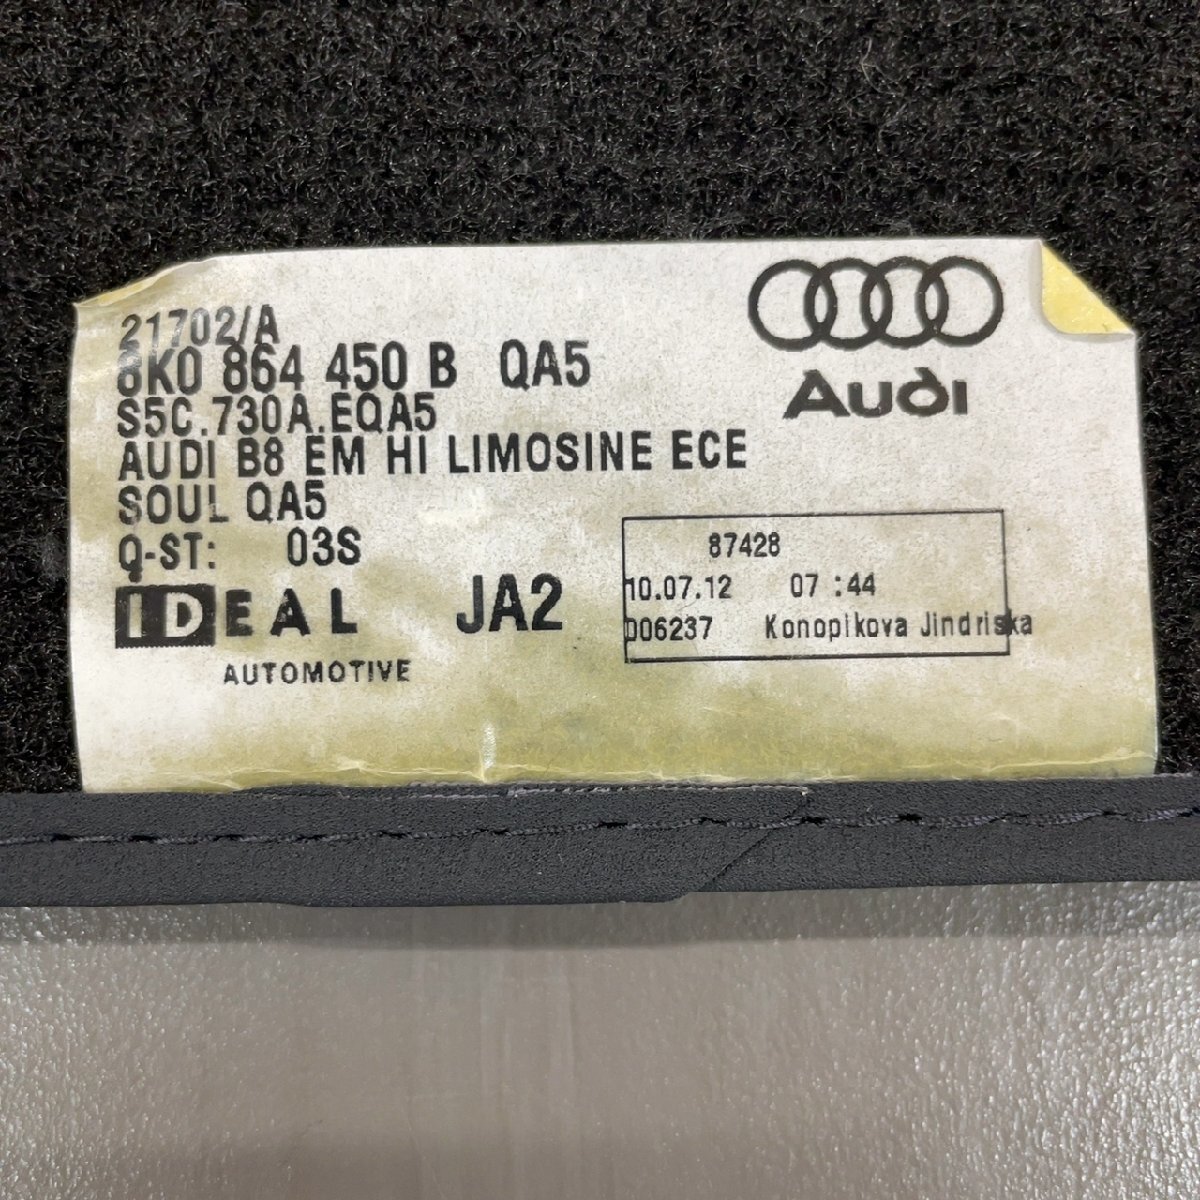 21702/A
8K0 864 450 B QA5
S5C.730A.EQA5
AUDI B8 EM HI LIMOSINE ECE
SOUL QA5
Q-ST: 03S
IDEAL
AUTOMOTIVE
JA2
Audi
87428
10.07.12 07:44
006237 Konopikova Jindriska